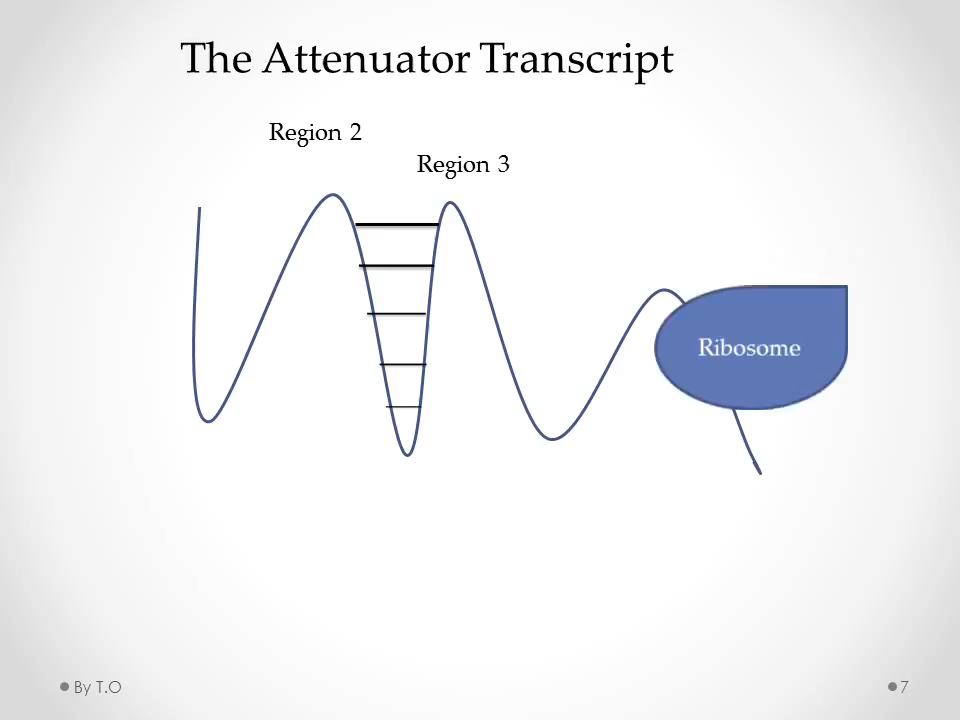 The Attenuator Transcript
Region 2
Region 3
Ribosome
By T.O
7